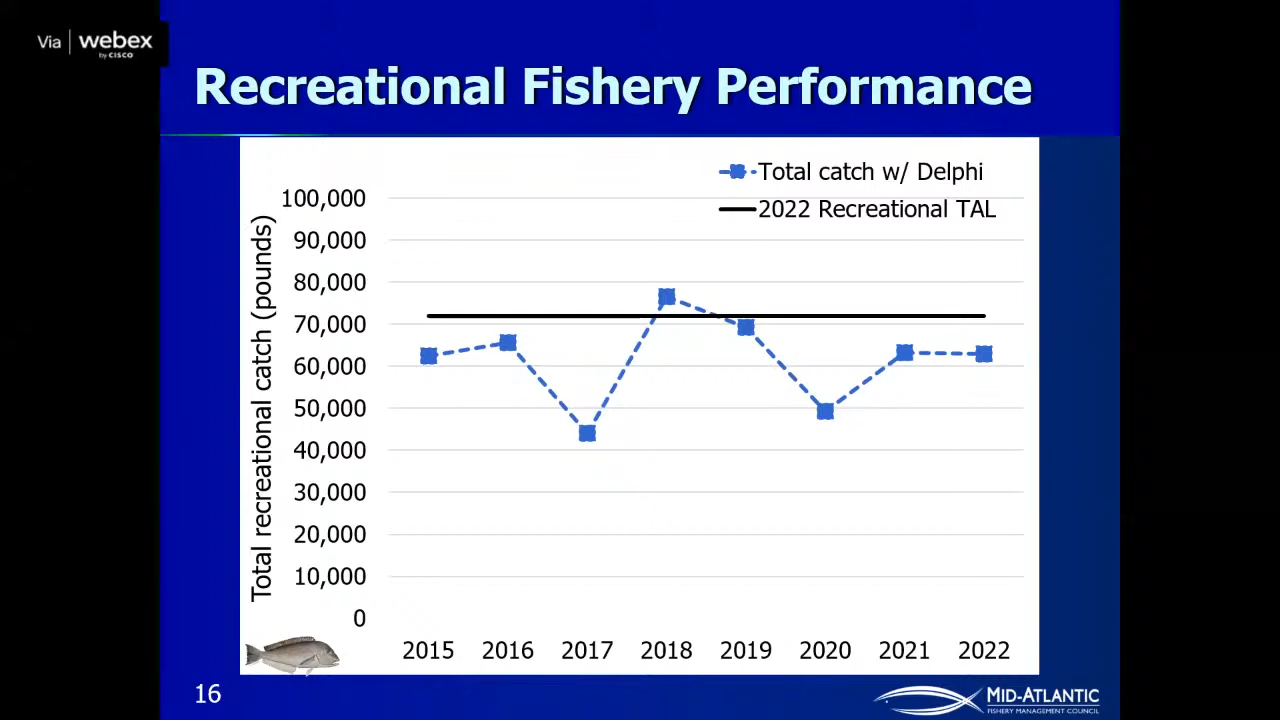 Via webex
by CISCO
Recreational Fishery Performance
Total catch w/ Delphi
2022 Recreational TAL
Total recreational catch (pounds)
100,000
90,000
80,000
70,000
60,000
50,000
40,000
30,000
20,000
10,000
0
2015 2016 2017 2018 2019 2020 2021 2022
16
MID-ATLANTIC
FISHERY MANAGEMENT COUNCIL